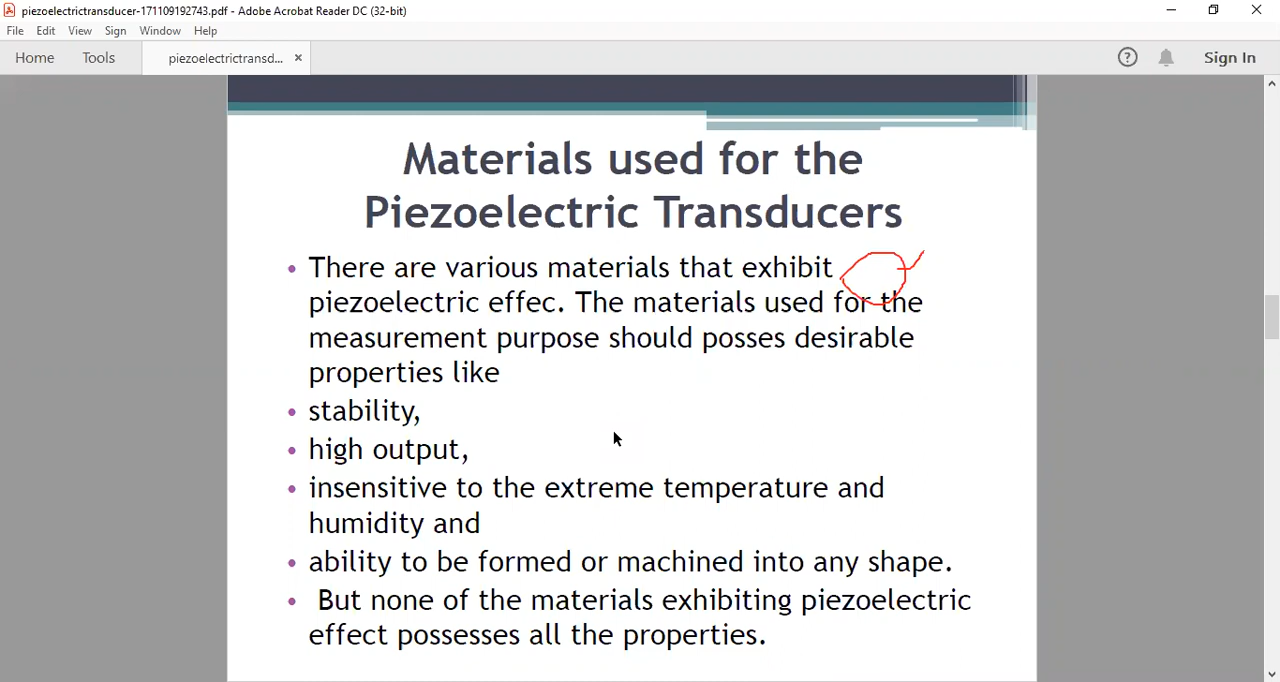 piezoelectrictransducer-171109192743.pdf - Adobe Acrobat Reader DC (32-bit)
File Edit View Sign Window Help
Home Tools piezoelectrictransd... × Sign In
Materials used for the
Piezoelectric Transducers
• There are various materials that exhibit
piezoelectric effec. The materials used for the
measurement purpose should posses desirable
properties like
• stability,
• high output,
• insensitive to the extreme temperature and
humidity and
• ability to be formed or machined into any shape.
• But none of the materials exhibiting piezoelectric
effect possesses all the properties.